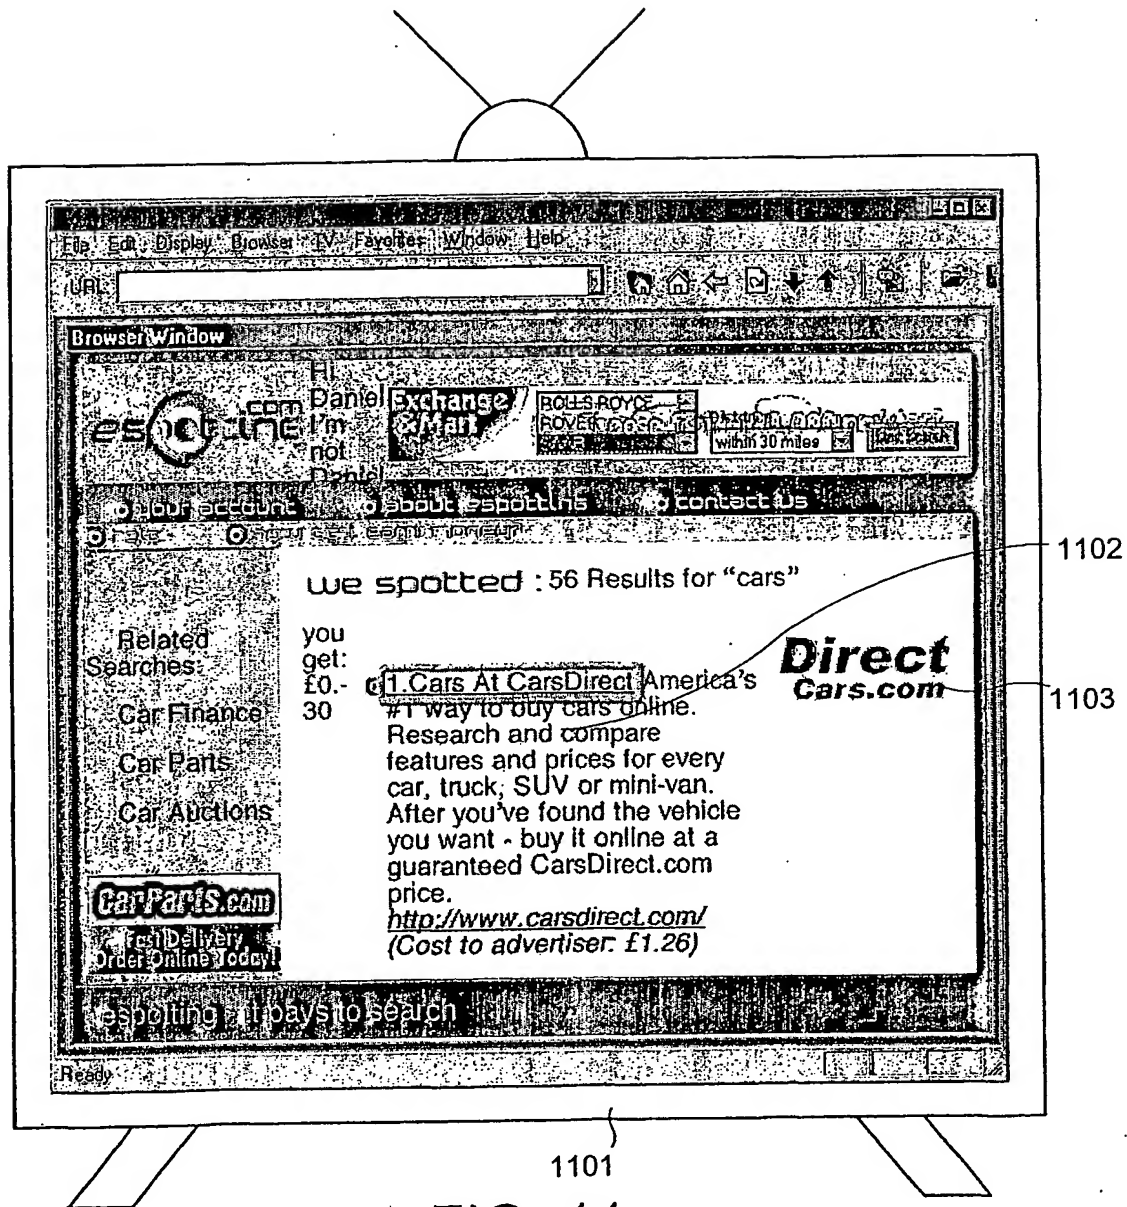 File Edit Display Browser TV Favorites Window Help
URL:
Browser Window
espotting.com
Hi
Daniel
I'm
not
Daniel
Exchange
&Mart
ROLLS-ROYCE
ROVER
within 30 miles
your account about espotting contact us
we spotted : 56 Results for "cars"
Related
Searches:
Car Finance
Car Parts
Car Auctions
you
get:
£0.-
30
1.Cars At CarsDirect America's
#1 way to buy cars online.
Research and compare
features and prices for every
car, truck, SUV or mini-van.
After you've found the vehicle
you want - buy it online at a
guaranteed CarsDirect.com
price.
http://www.carsdirect.com/
(Cost to advertiser: £1.26)
Direct
Cars.com
1102
1103
CarParts.com
Fast Delivery
Order Online Today!
espotting it pays to search
Ready
1101